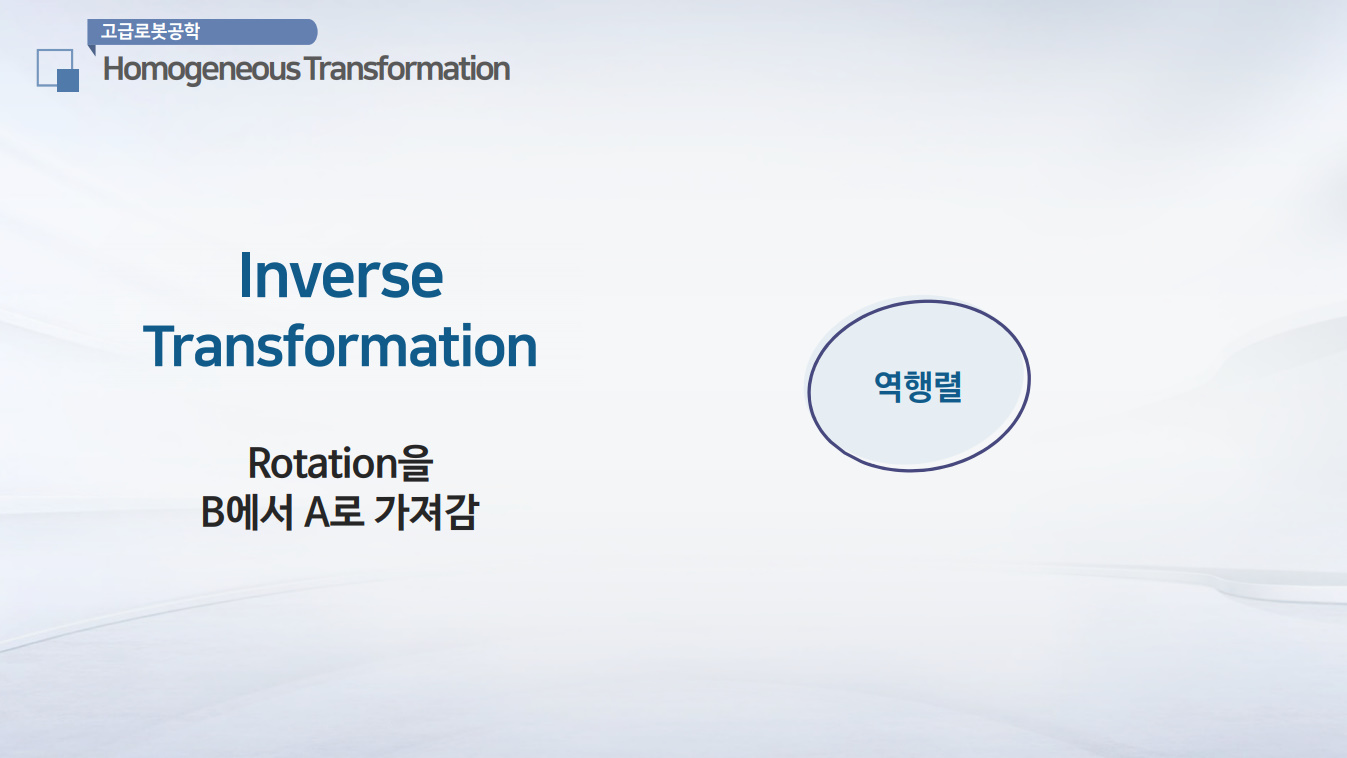 고급로봇공학
Homogeneous Transformation
Inverse
Transformation
Rotation을
B에서 A로 가져감
역행렬